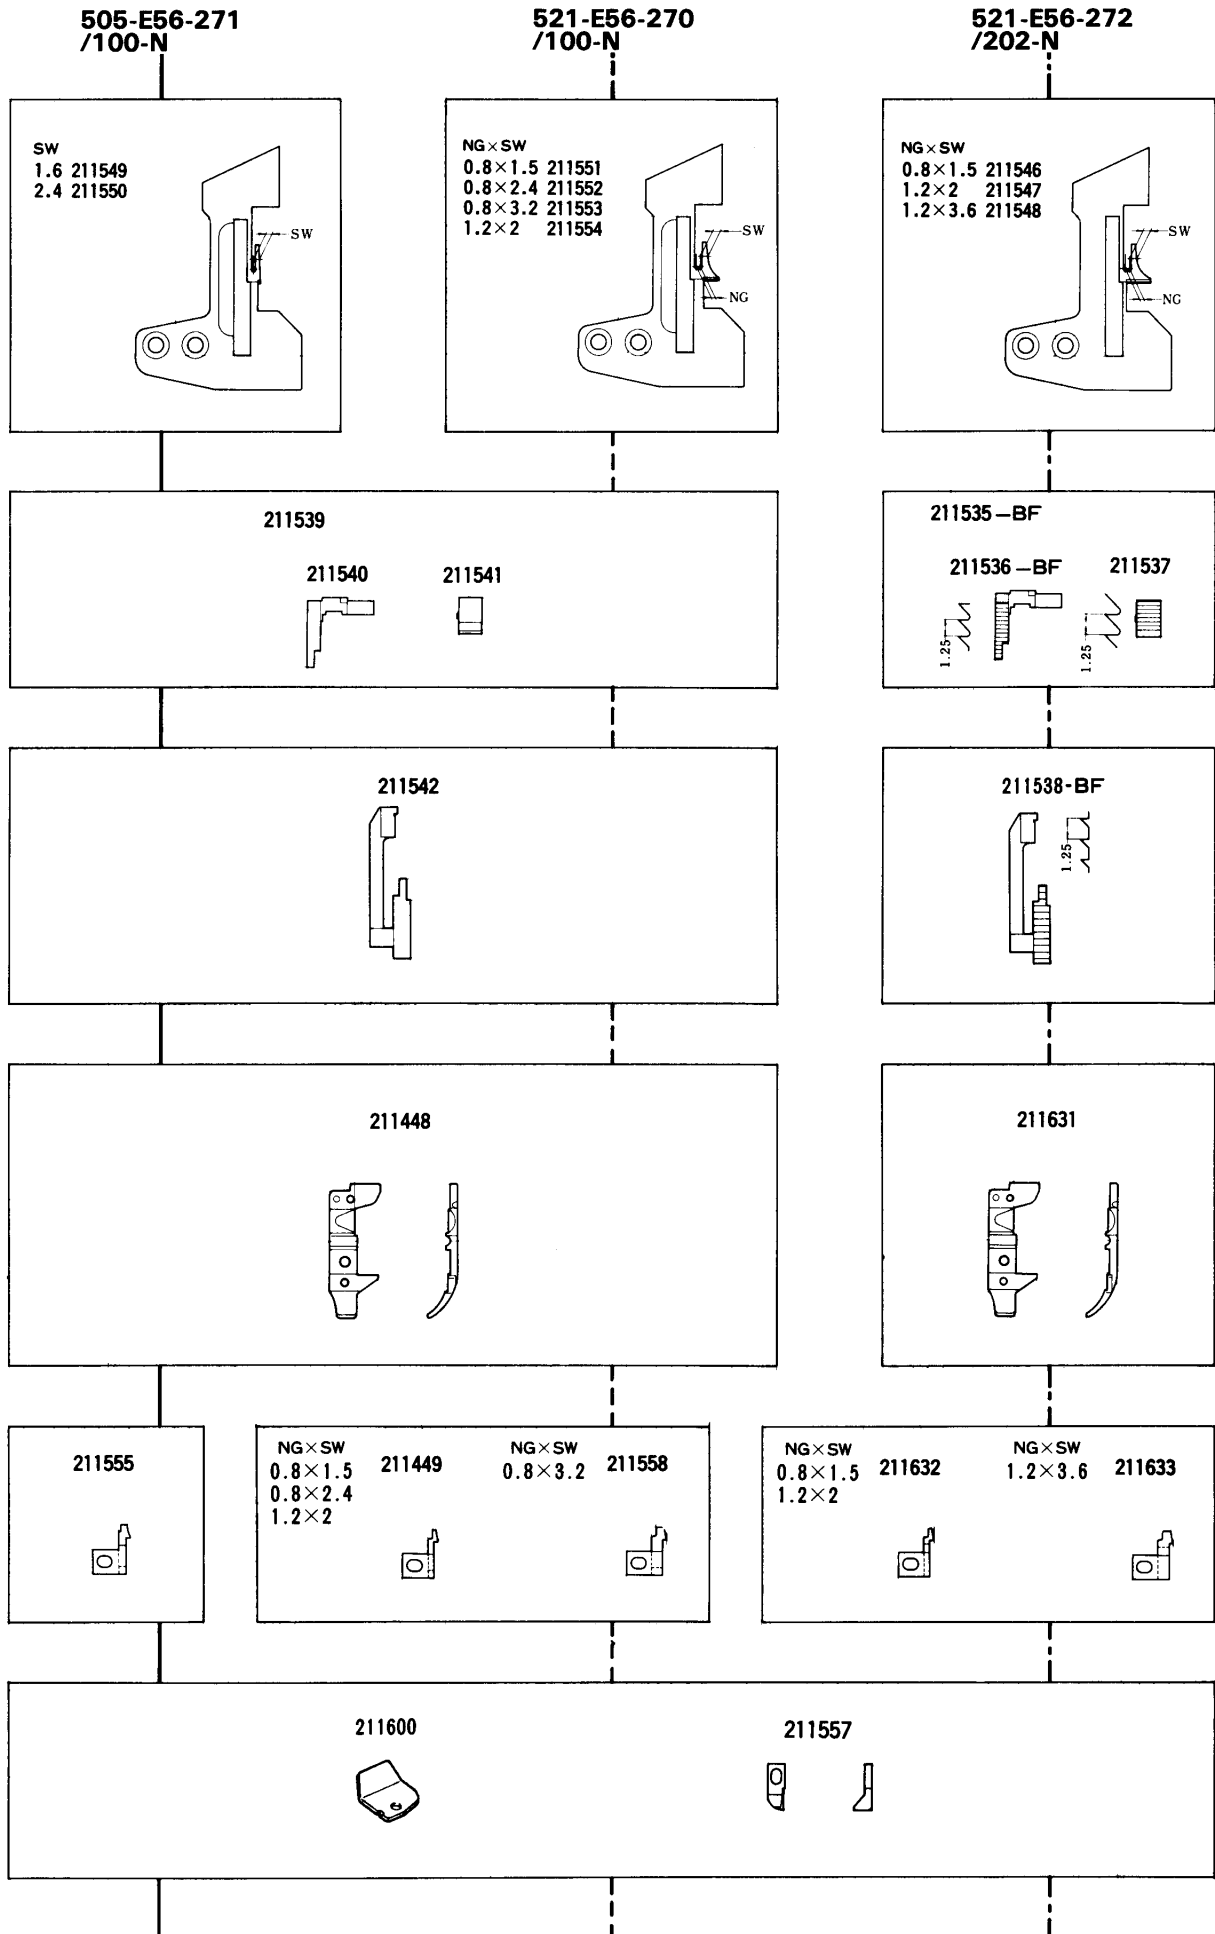 505-E56-271
/100-N
521-E56-270
/100-N
521-E56-272
/202-N
SW
1.6 211549
2.4 211550
SW
NG×SW
0.8×1.5 211551
0.8×2.4 211552
0.8×3.2 211553
1.2×2 211554
SW
NG
NG×SW
0.8×1.5 211546
1.2×2 211547
1.2×3.6 211548
SW
NG
211539
211540
211541
211535-BF
211536-BF
211537
1.25
1.25
211542
211538-BF
1.25
211448
211631
211555
NG×SW
0.8×1.5 211449
0.8×2.4
1.2×2
NG×SW
0.8×3.2 211558
NG×SW
0.8×1.5 211632
1.2×2
NG×SW
1.2×3.6 211633
211600
211557